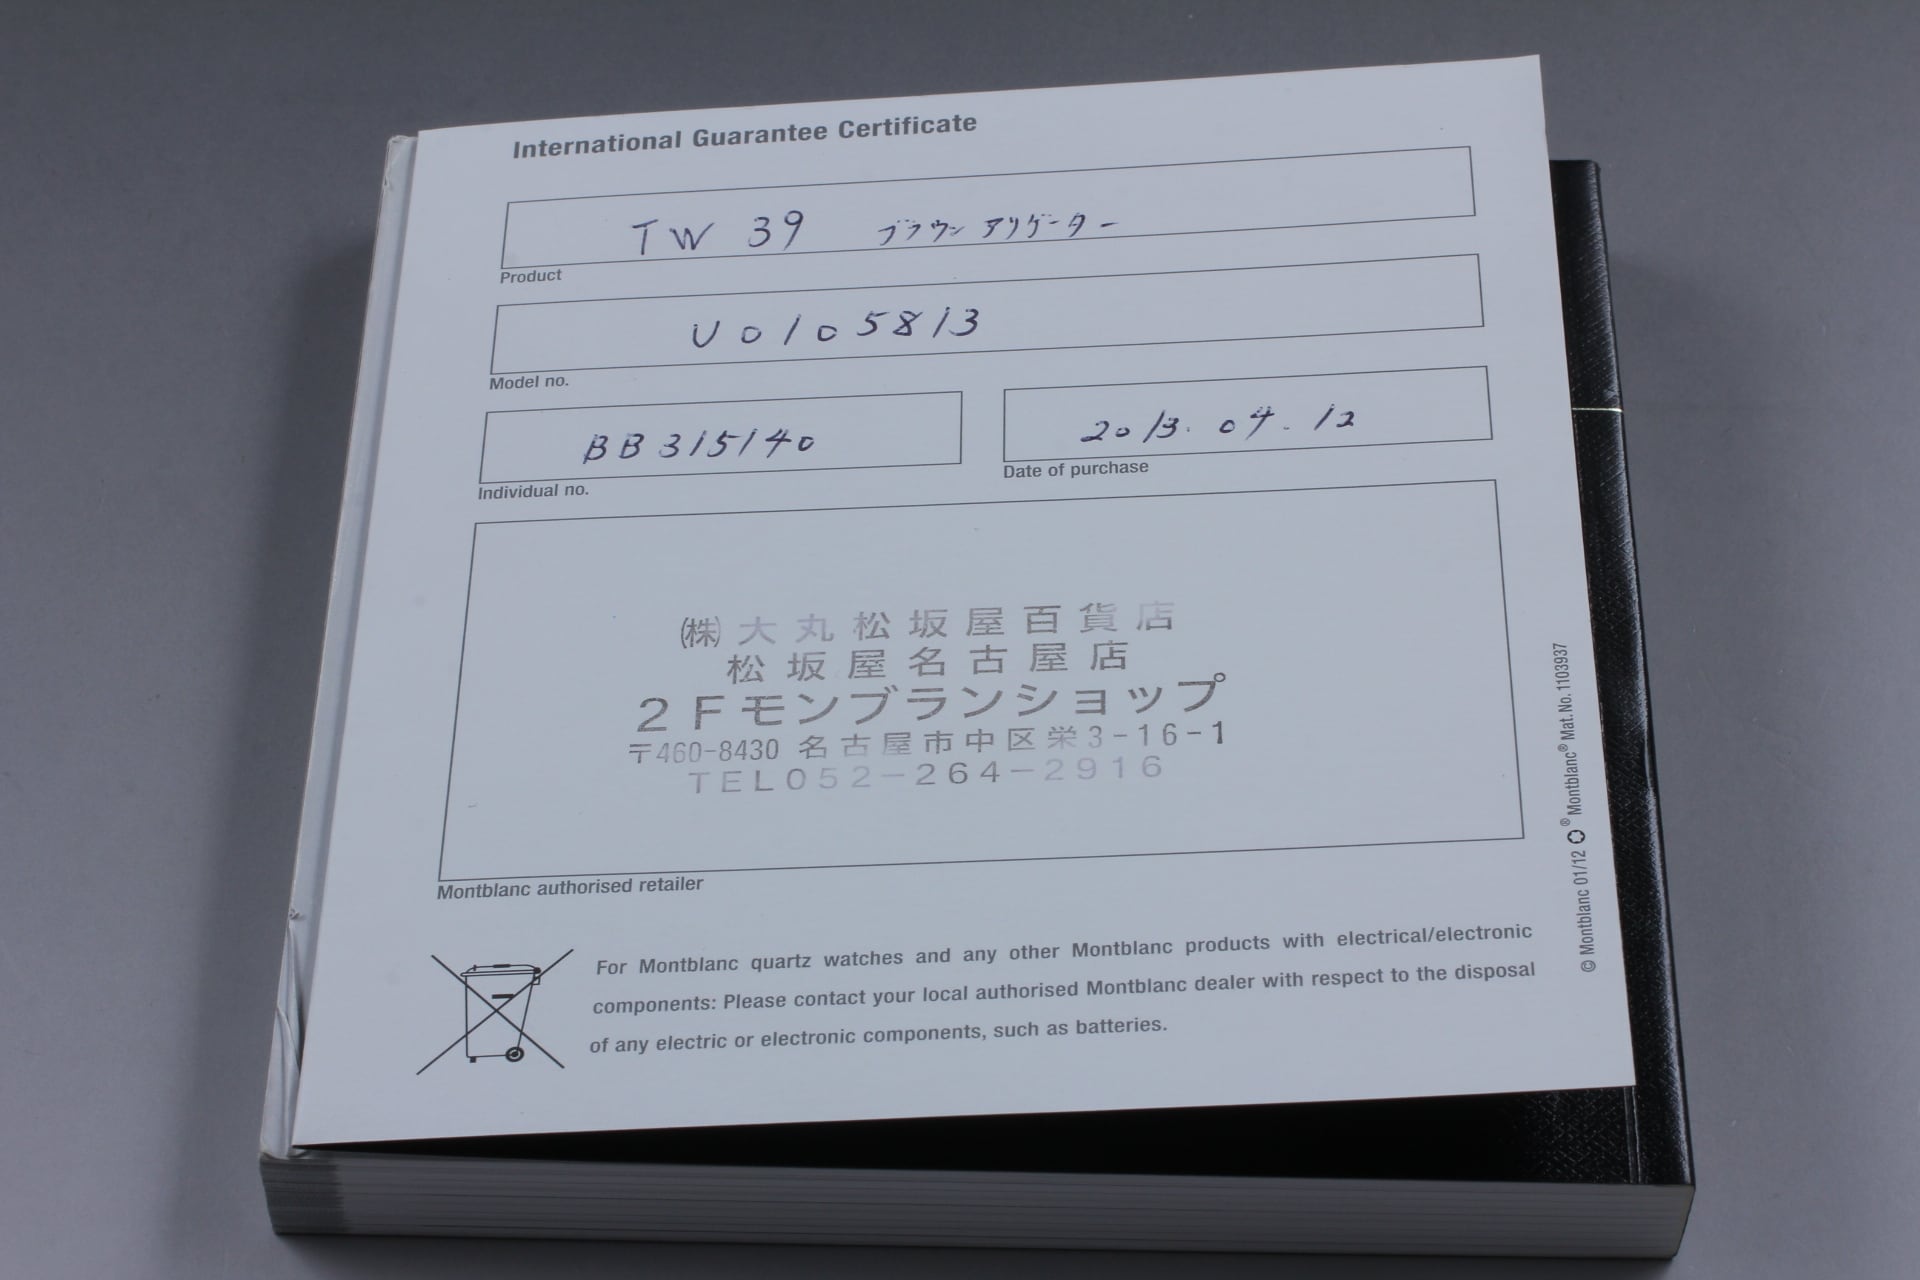 International Guarantee Certificate
TW 39 ブラウン アリゲーター
Product
U0105813
Model no.
BB315140
Individual no.
2013.04.12
Date of purchase
㈱大丸松坂屋百貨店
松坂屋名古屋店
2Fモンブランショップ
〒460-8430 名古屋市中区栄3-16-1
TEL052-264-2916
Montblanc authorised retailer
For Montblanc quartz watches and any other Montblanc products with electrical/electronic
components: Please contact your local authorised Montblanc dealer with respect to the disposal
of any electric or electronic components, such as batteries.
© Montblanc 01/12 ® Montblanc® Mat.No. 1103937